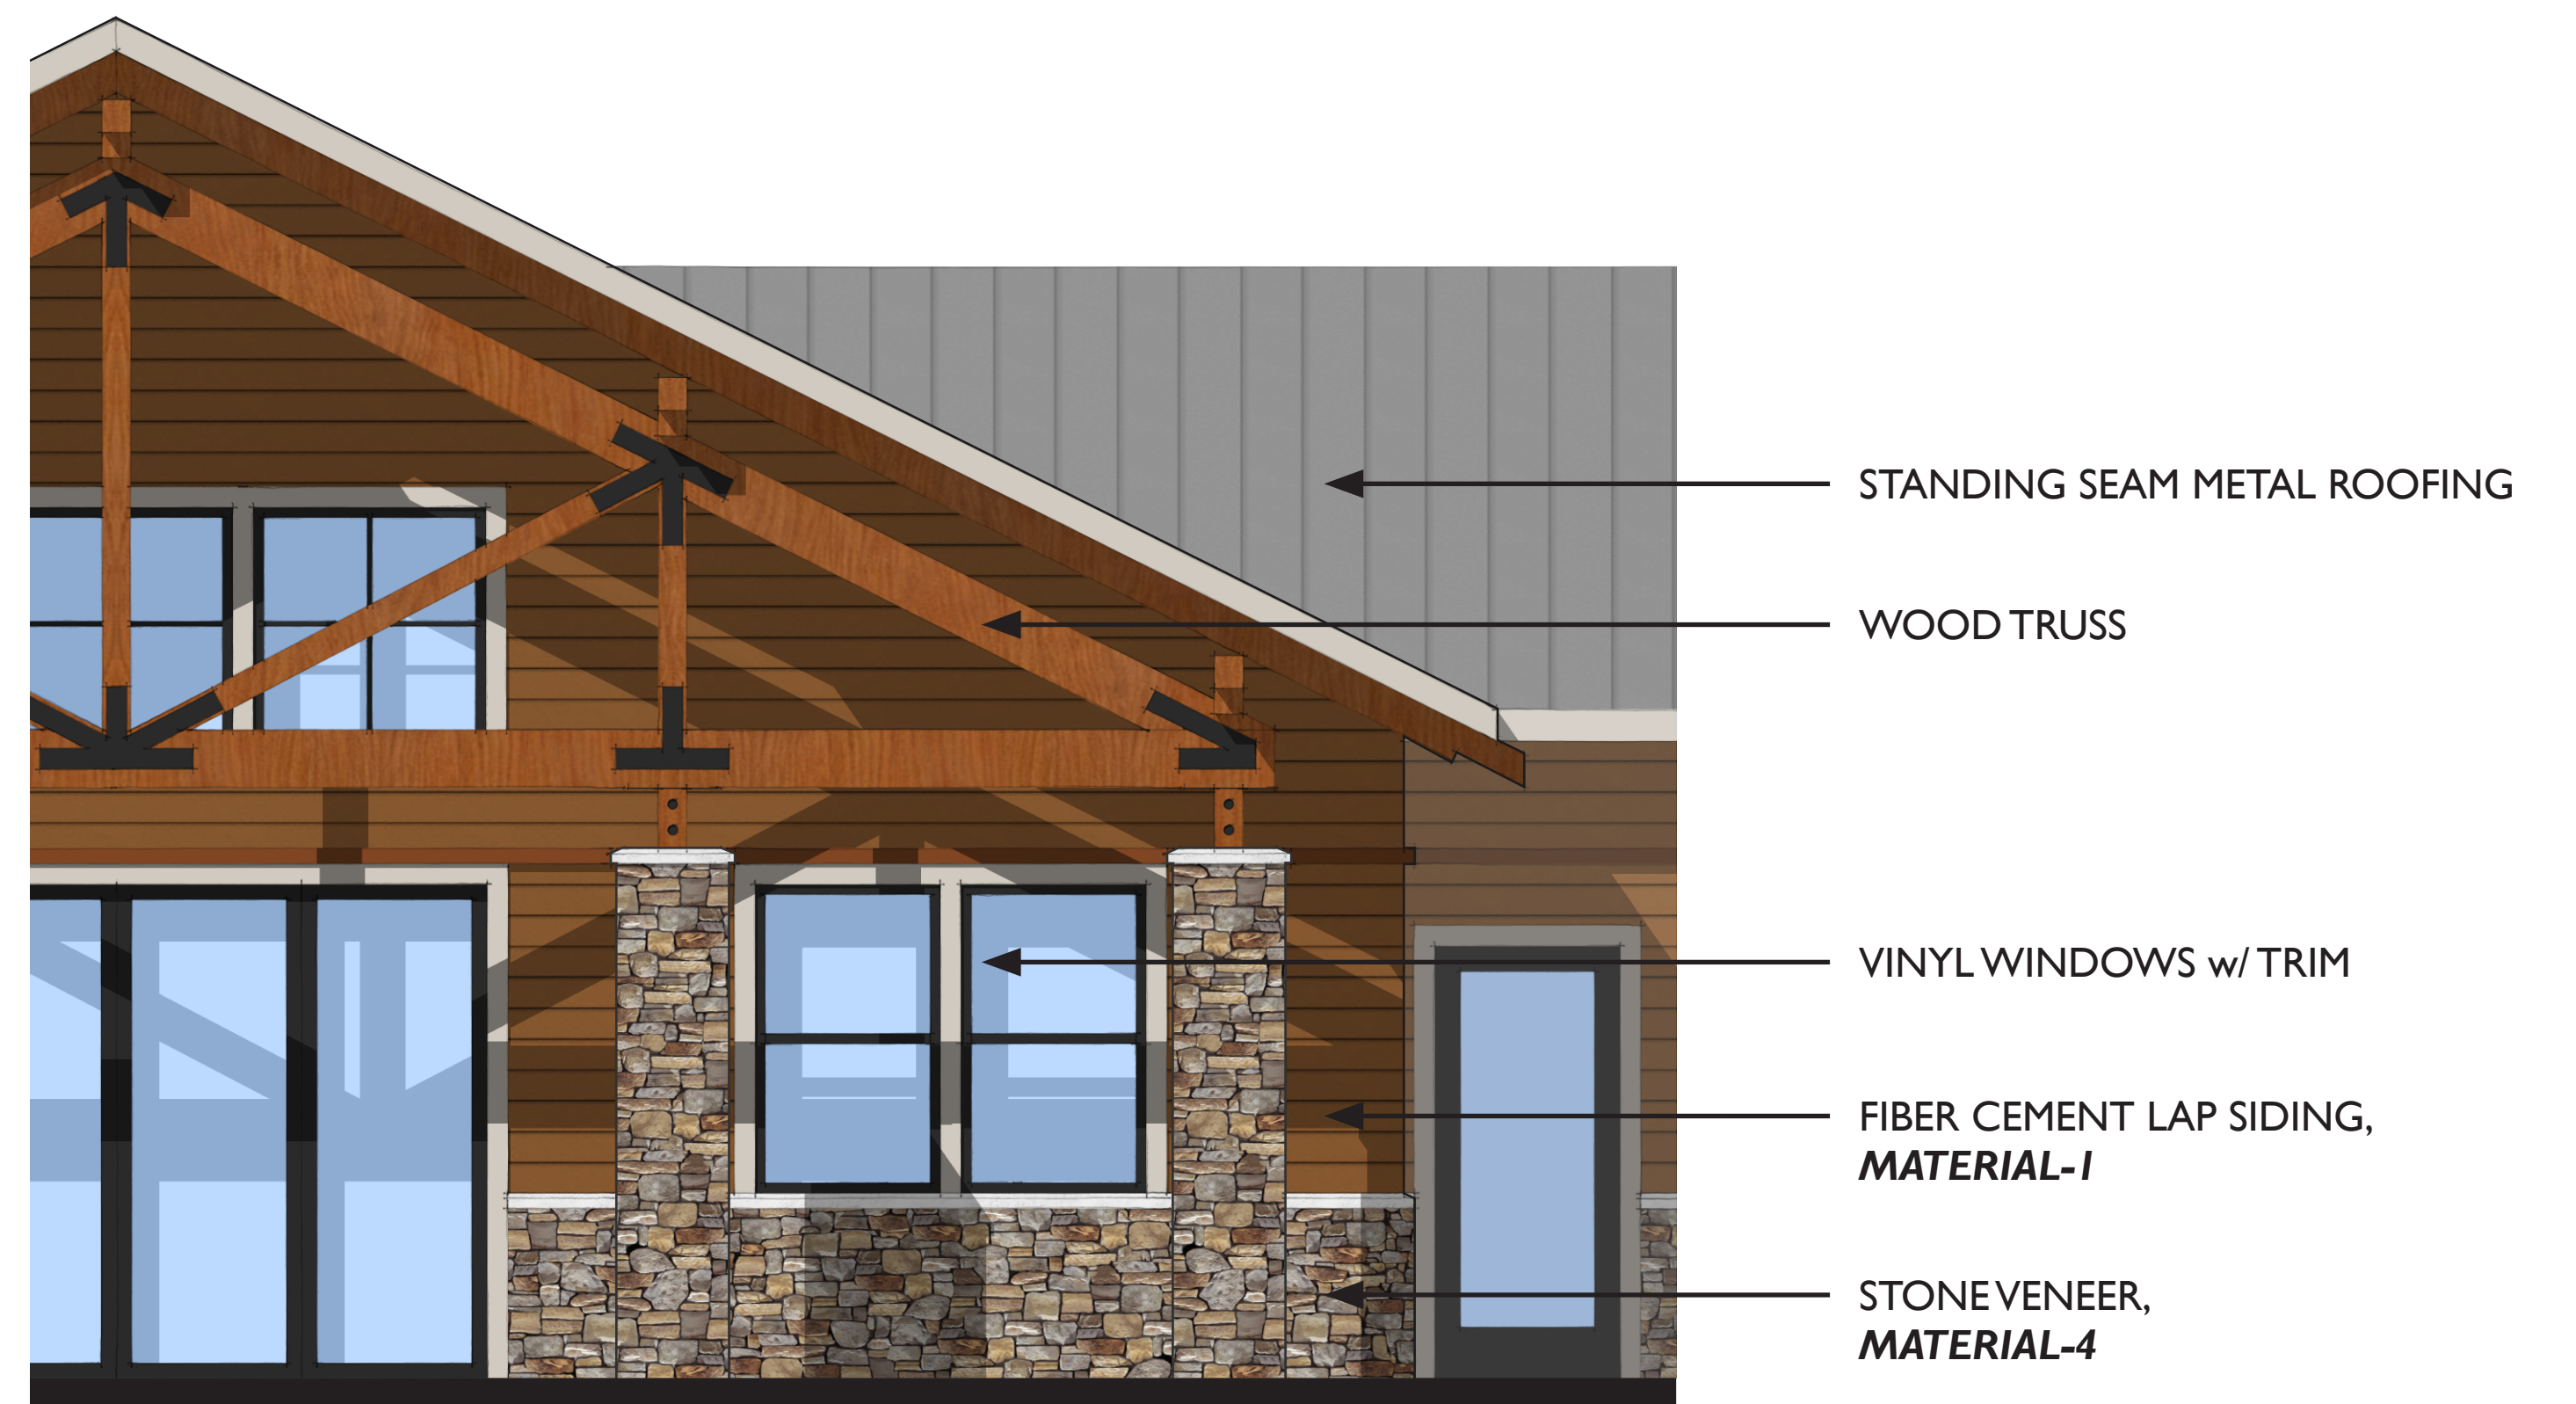 STANDING SEAM METAL ROOFING
WOOD TRUSS
VINYL WINDOWS w/ TRIM
FIBER CEMENT LAP SIDING,
MATERIAL-1
STONE VENEER,
MATERIAL-4